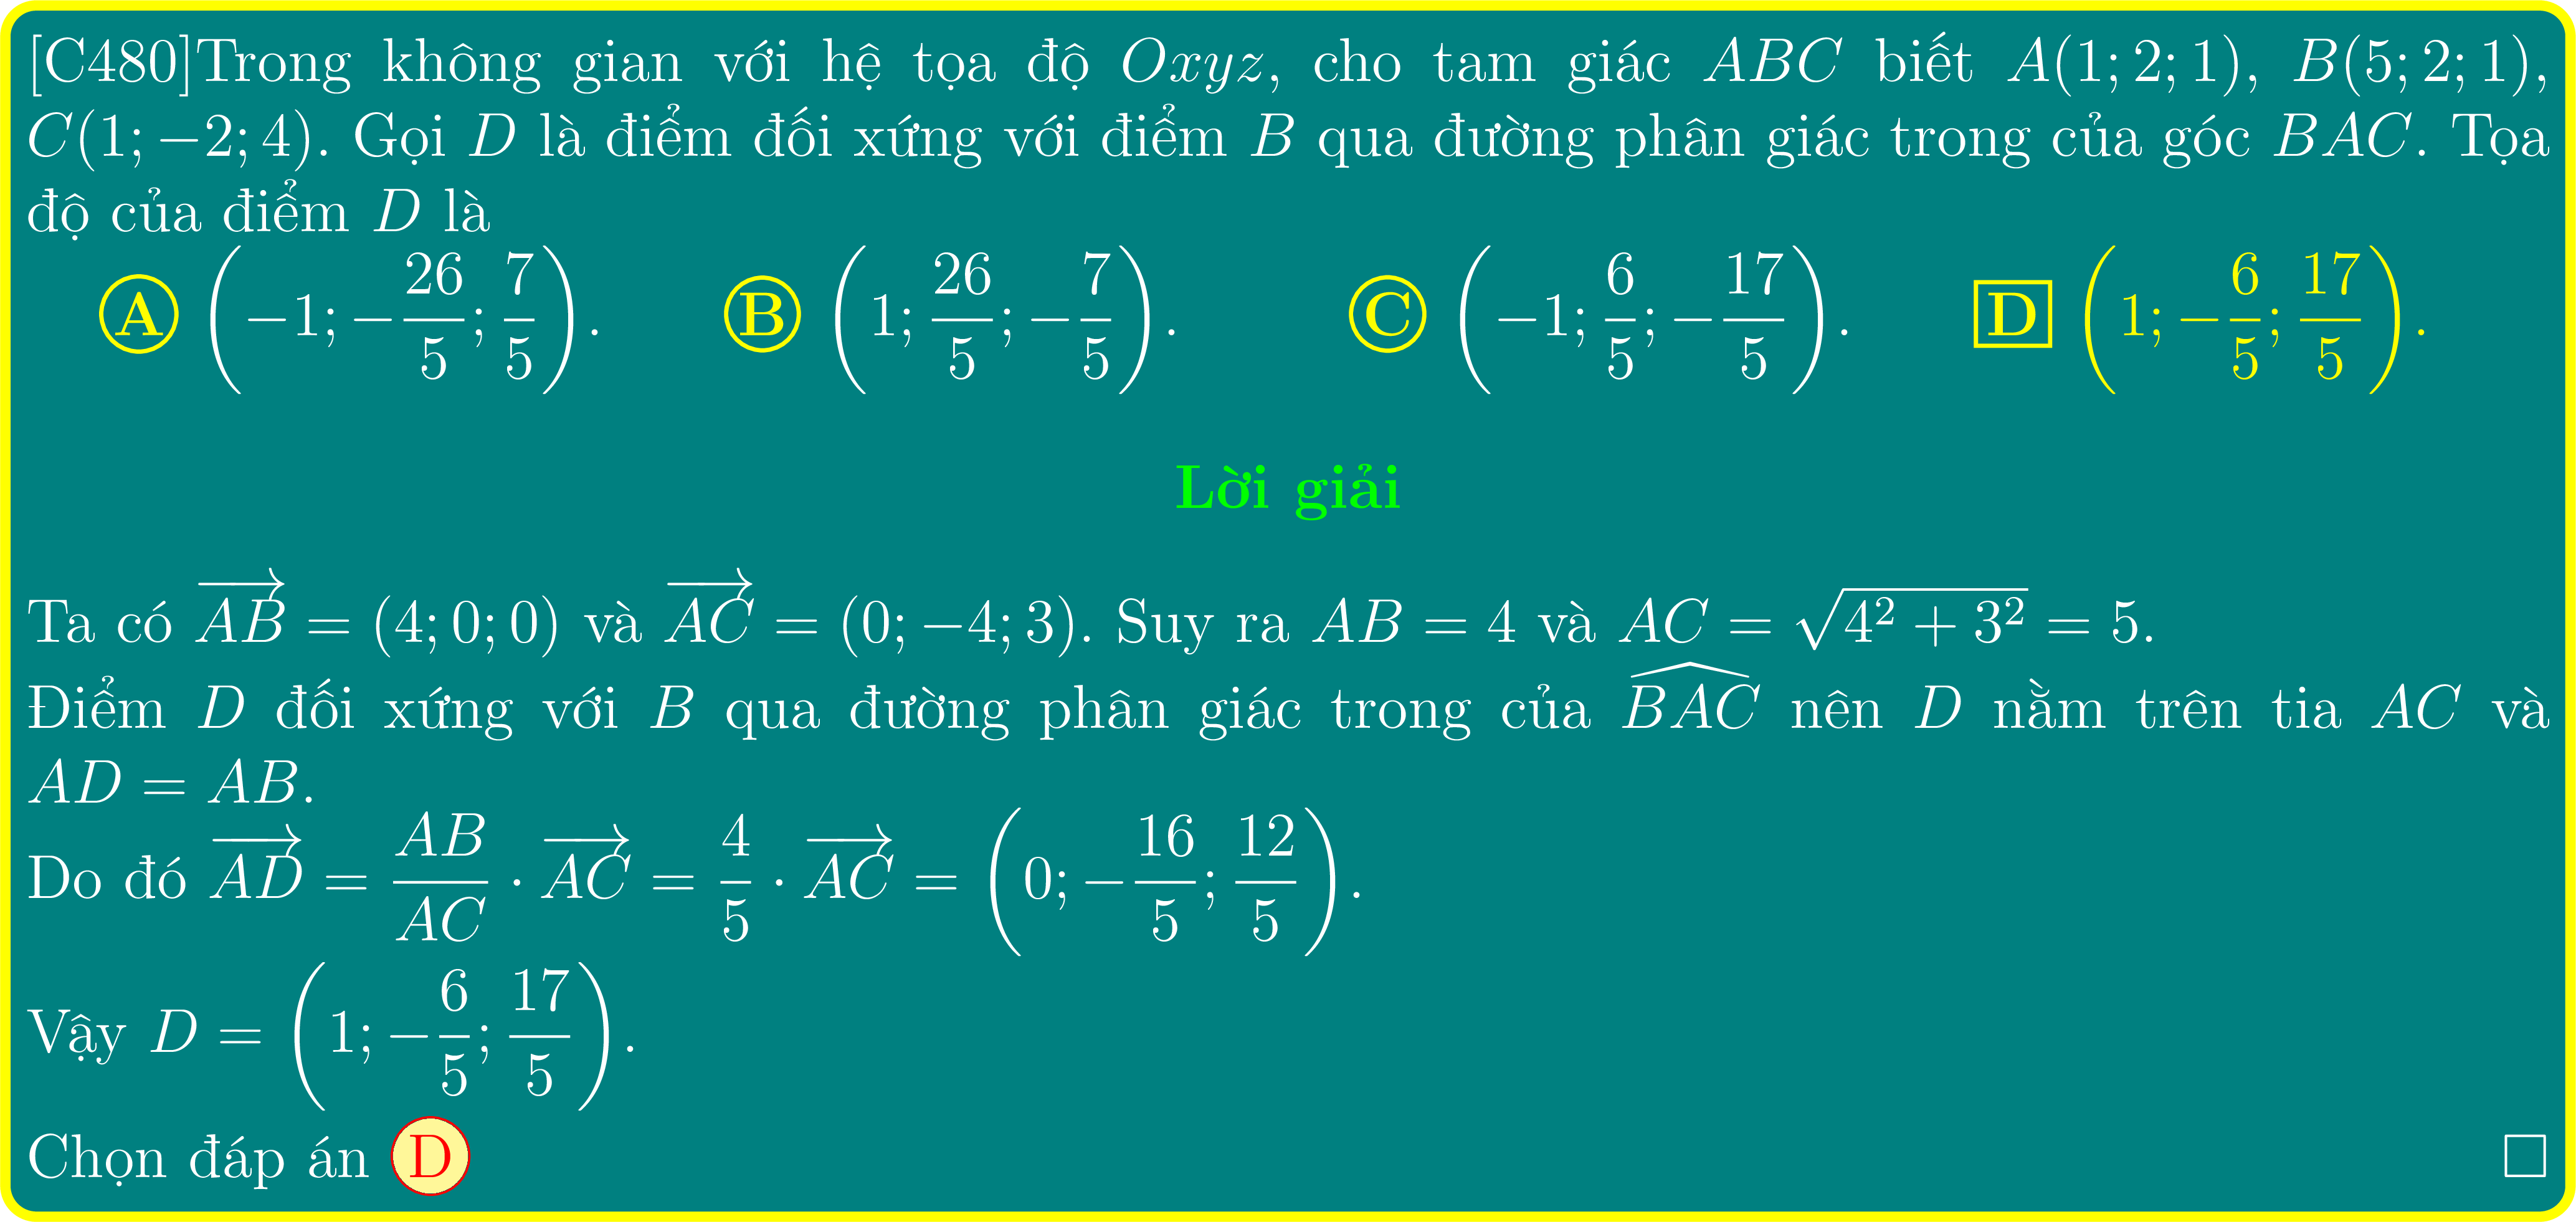 [C480]Trong không gian với hệ tọa độ Oxyz, cho tam giác ABC biết A(1; 2; 1), B(5; 2; 1),
C(1; −2; 4). Gọi D là điểm đối xứng với điểm B qua đường phân giác trong của góc BAC. Tọa
độ của điểm D là
A $\left(-1; -\frac{26}{5}; \frac{7}{5}\right)$. B $\left(1; \frac{26}{5}; -\frac{7}{5}\right)$. C $\left(-1; \frac{6}{5}; -\frac{17}{5}\right)$. D $\left(1; -\frac{6}{5}; \frac{17}{5}\right)$.
Lời giải
Ta có $\overrightarrow{AB} = (4; 0; 0)$ và $\overrightarrow{AC} = (0; -4; 3)$. Suy ra $AB = 4$ và $AC = \sqrt{4^2 + 3^2} = 5$.
Điểm D đối xứng với B qua đường phân giác trong của $\widehat{BAC}$ nên D nằm trên tia AC và
AD = AB.
Do đó $\overrightarrow{AD} = \frac{AB}{AC} \cdot \overrightarrow{AC} = \frac{4}{5} \cdot \overrightarrow{AC} = \left(0; -\frac{16}{5}; \frac{12}{5}\right)$.
Vậy $D = \left(1; -\frac{6}{5}; \frac{17}{5}\right)$.
Chọn đáp án D □